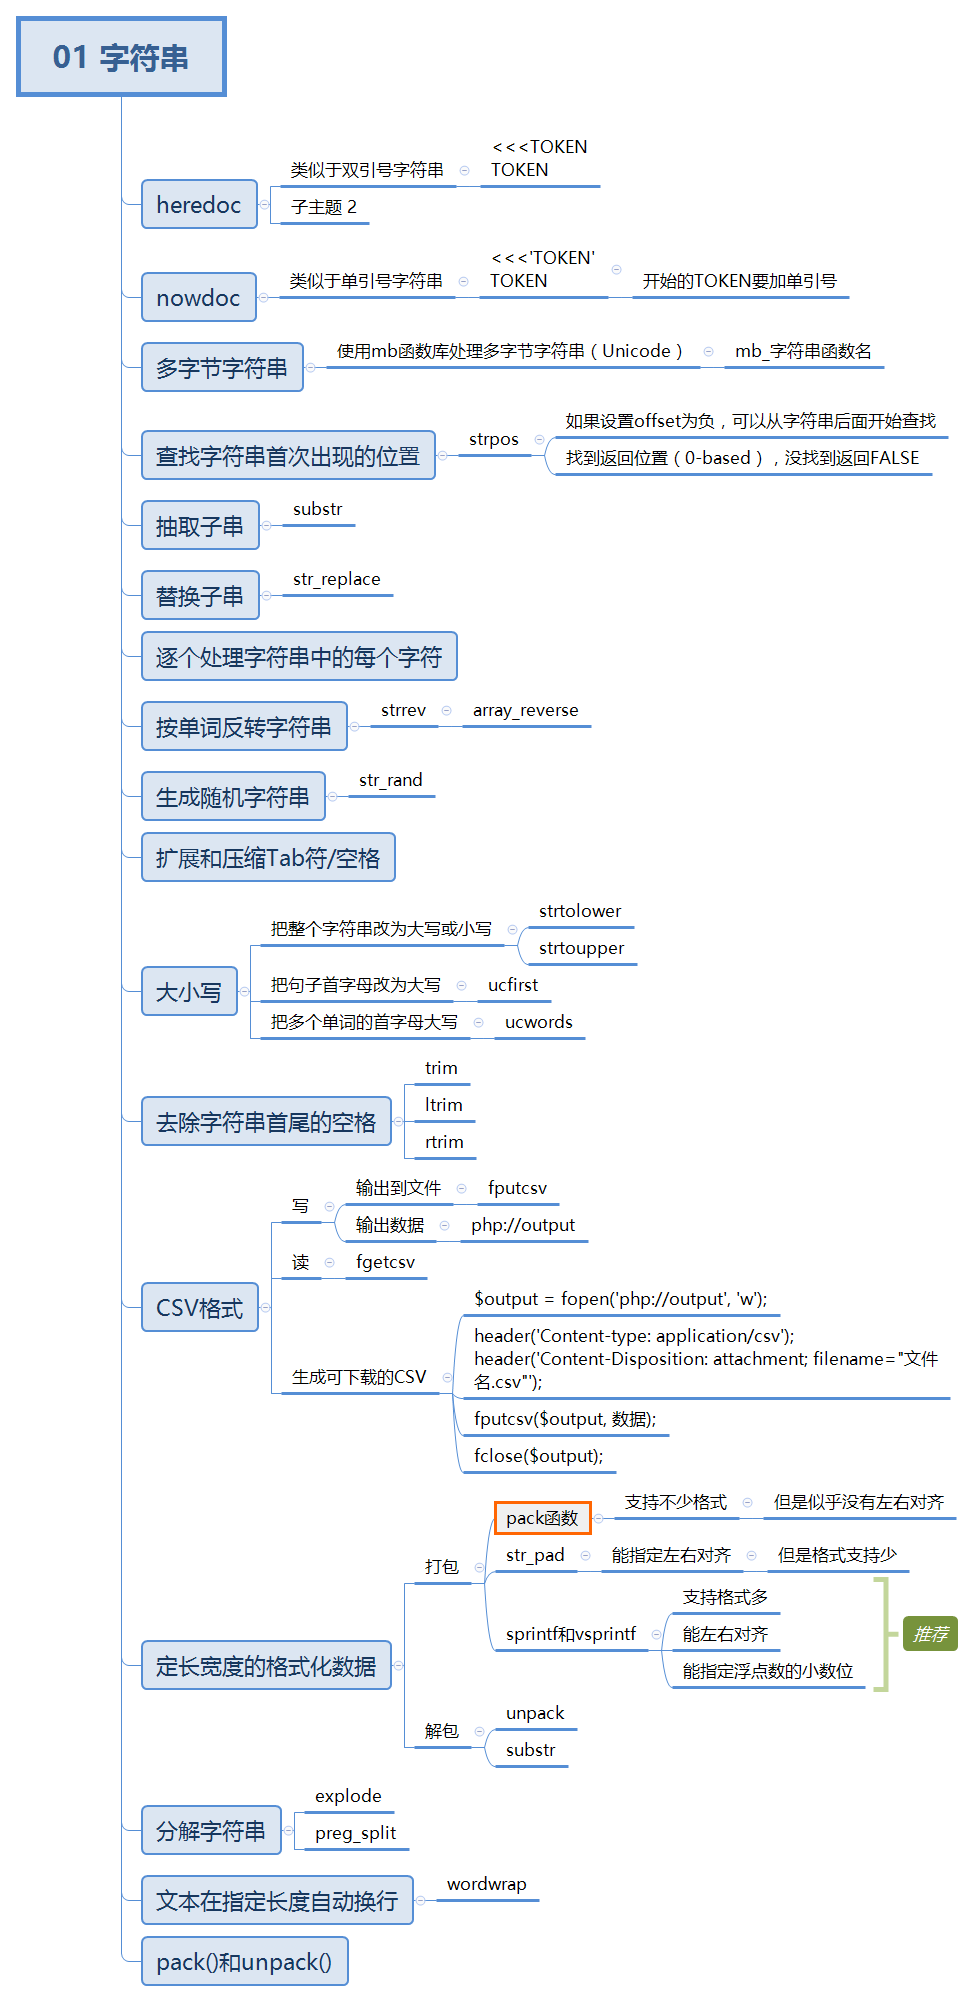 01 字符串
heredoc
类似于双引号字符串
<<<TOKEN
TOKEN
子主题 2
nowdoc
类似于单引号字符串
<<<'TOKEN'
TOKEN
开始的TOKEN要加单引号
多字节字符串
使用mb函数库处理多字节字符串（Unicode）
mb_字符串函数名
查找字符串首次出现的位置
strpos
如果设置offset为负，可以从字符串后面开始查找
找到返回位置（0-based），没找到返回FALSE
抽取子串
substr
替换子串
str_replace
逐个处理字符串中的每个字符
按单词反转字符串
strrev
array_reverse
生成随机字符串
str_rand
扩展和压缩Tab符/空格
大小写
把整个字符串改为大写或小写
strtolower
strtoupper
把句子首字母改为大写
ucfirst
把多个单词的首字母大写
ucwords
去除字符串首尾的空格
trim
ltrim
rtrim
CSV格式
写
输出到文件
fputcsv
输出数据
php://output
读
fgetcsv
生成可下载的CSV
$output = fopen('php://output', 'w');
header('Content-type: application/csv');
header('Content-Disposition: attachment; filename="文件
名.csv"');
fputcsv($output, 数据);
fclose($output);
定长宽度的格式化数据
打包
pack函数
支持不少格式
但是似乎没有左右对齐
str_pad
能指定左右对齐
但是格式支持少
sprintf和vsprintf
支持格式多
能左右对齐
能指定浮点数的小数位
推荐
解包
unpack
substr
分解字符串
explode
preg_split
文本在指定长度自动换行
wordwrap
pack()和unpack()